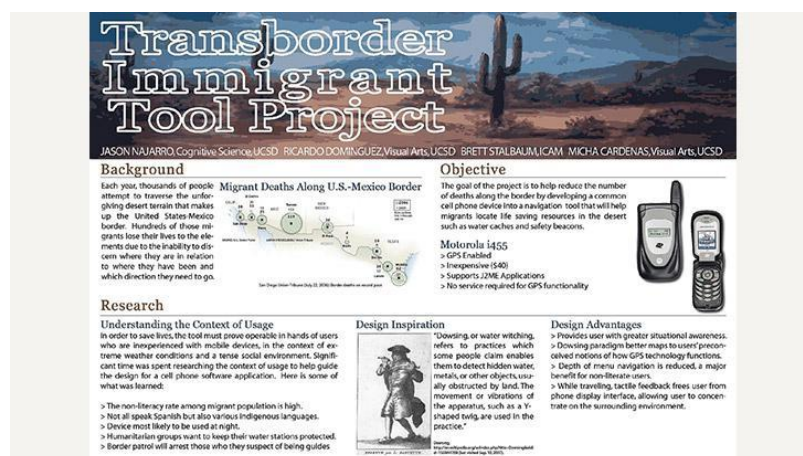 Transborder
Immigrant
Tool Project
JASON NAJARRO, Cognitive Science, UCSD RICARDO DOMINGUEZ, Visual Arts, UCSD BRETT STALBAUM, ICAM MICHA CARDENAS, Visual Arts, UCSD
Background
Each year, thousands of people
attempt to traverse the unfor-
giving desert terrain that makes
up the United States-Mexico
border. Hundreds of those mi-
grants lose their lives to the ele-
ments due to the inability to dis-
cern where they are in relation
to where they have been and
which direction they need to go.
Migrant Deaths Along U.S.-Mexico Border
San Diego Union Tribune (July 22, 2006) Border deaths on record pace
Objective
The goal of the project is to help reduce the number
of deaths along the border by developing a common
cell phone device into a navigation tool that will help
migrants locate life saving resources in the desert
such as water caches and safety beacons.
Motorola i455
> GPS Enabled
> Inexpensive ($40)
> Supports J2ME Applications
> No service required for GPS functionality
Research
Understanding the Context of Usage
In order to save lives, the tool must prove operable in hands of users
who are inexperienced with mobile devices, in the context of ex-
treme weather conditions and a tense social environment. Signifi-
cant time was spent researching the context of usage to help guide
the design for a cell phone software application. Here is some of
what was learned:
> The non-literacy rate among migrant population is high.
> Not all speak Spanish but also various indigenous languages.
> Device most likely to be used at night.
> Humanitarian groups want to keep their water stations protected.
> Border patrol will arrest those who they suspect of being guides
Design Inspiration
"Dowsing, or water witching,
refers to practices which
some people claim enables
them to detect hidden water,
metals, or other objects, usu-
ally obstructed by land. The
movement or vibrations of
the apparatus, such as a Y-
shaped twig, are used in the
practice."
Design Advantages
> Provides user with greater situational awareness.
> Dowsing paradigm better maps to users' precon-
ceived notions of how GPS technology functions.
> Depth of menu navigation is reduced, a major
benefit for non-literate users.
> While traveling, tactile feedback frees user from
phone display interface, allowing user to concen-
trate on the surrounding environment.